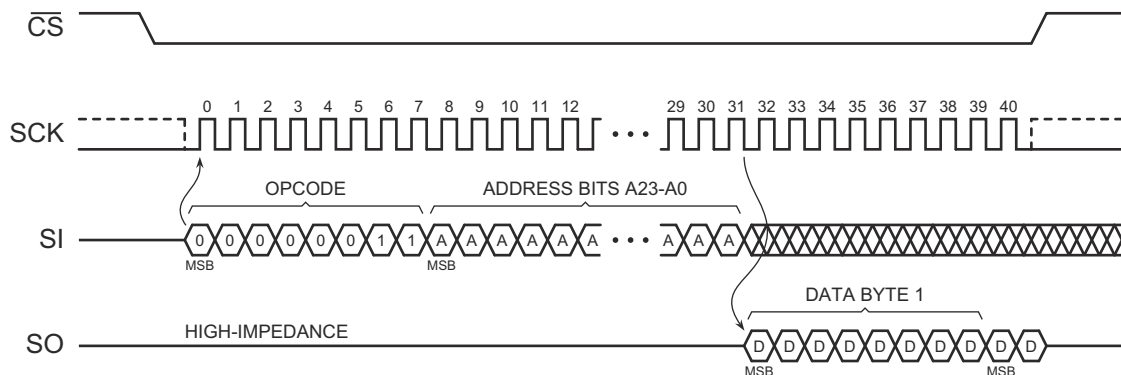 CS
0 1 2 3 4 5 6 7 8 9 10 11 12 29 30 31 32 33 34 35 36 37 38 39 40
SCK
OPCODE ADDRESS BITS A23-A0
SI 0 0 0 0 0 0 1 1 A A A A A A A A A
MSB MSB
DATA BYTE 1
HIGH-IMPEDANCE
SO D D D D D D D D D D
MSB MSB